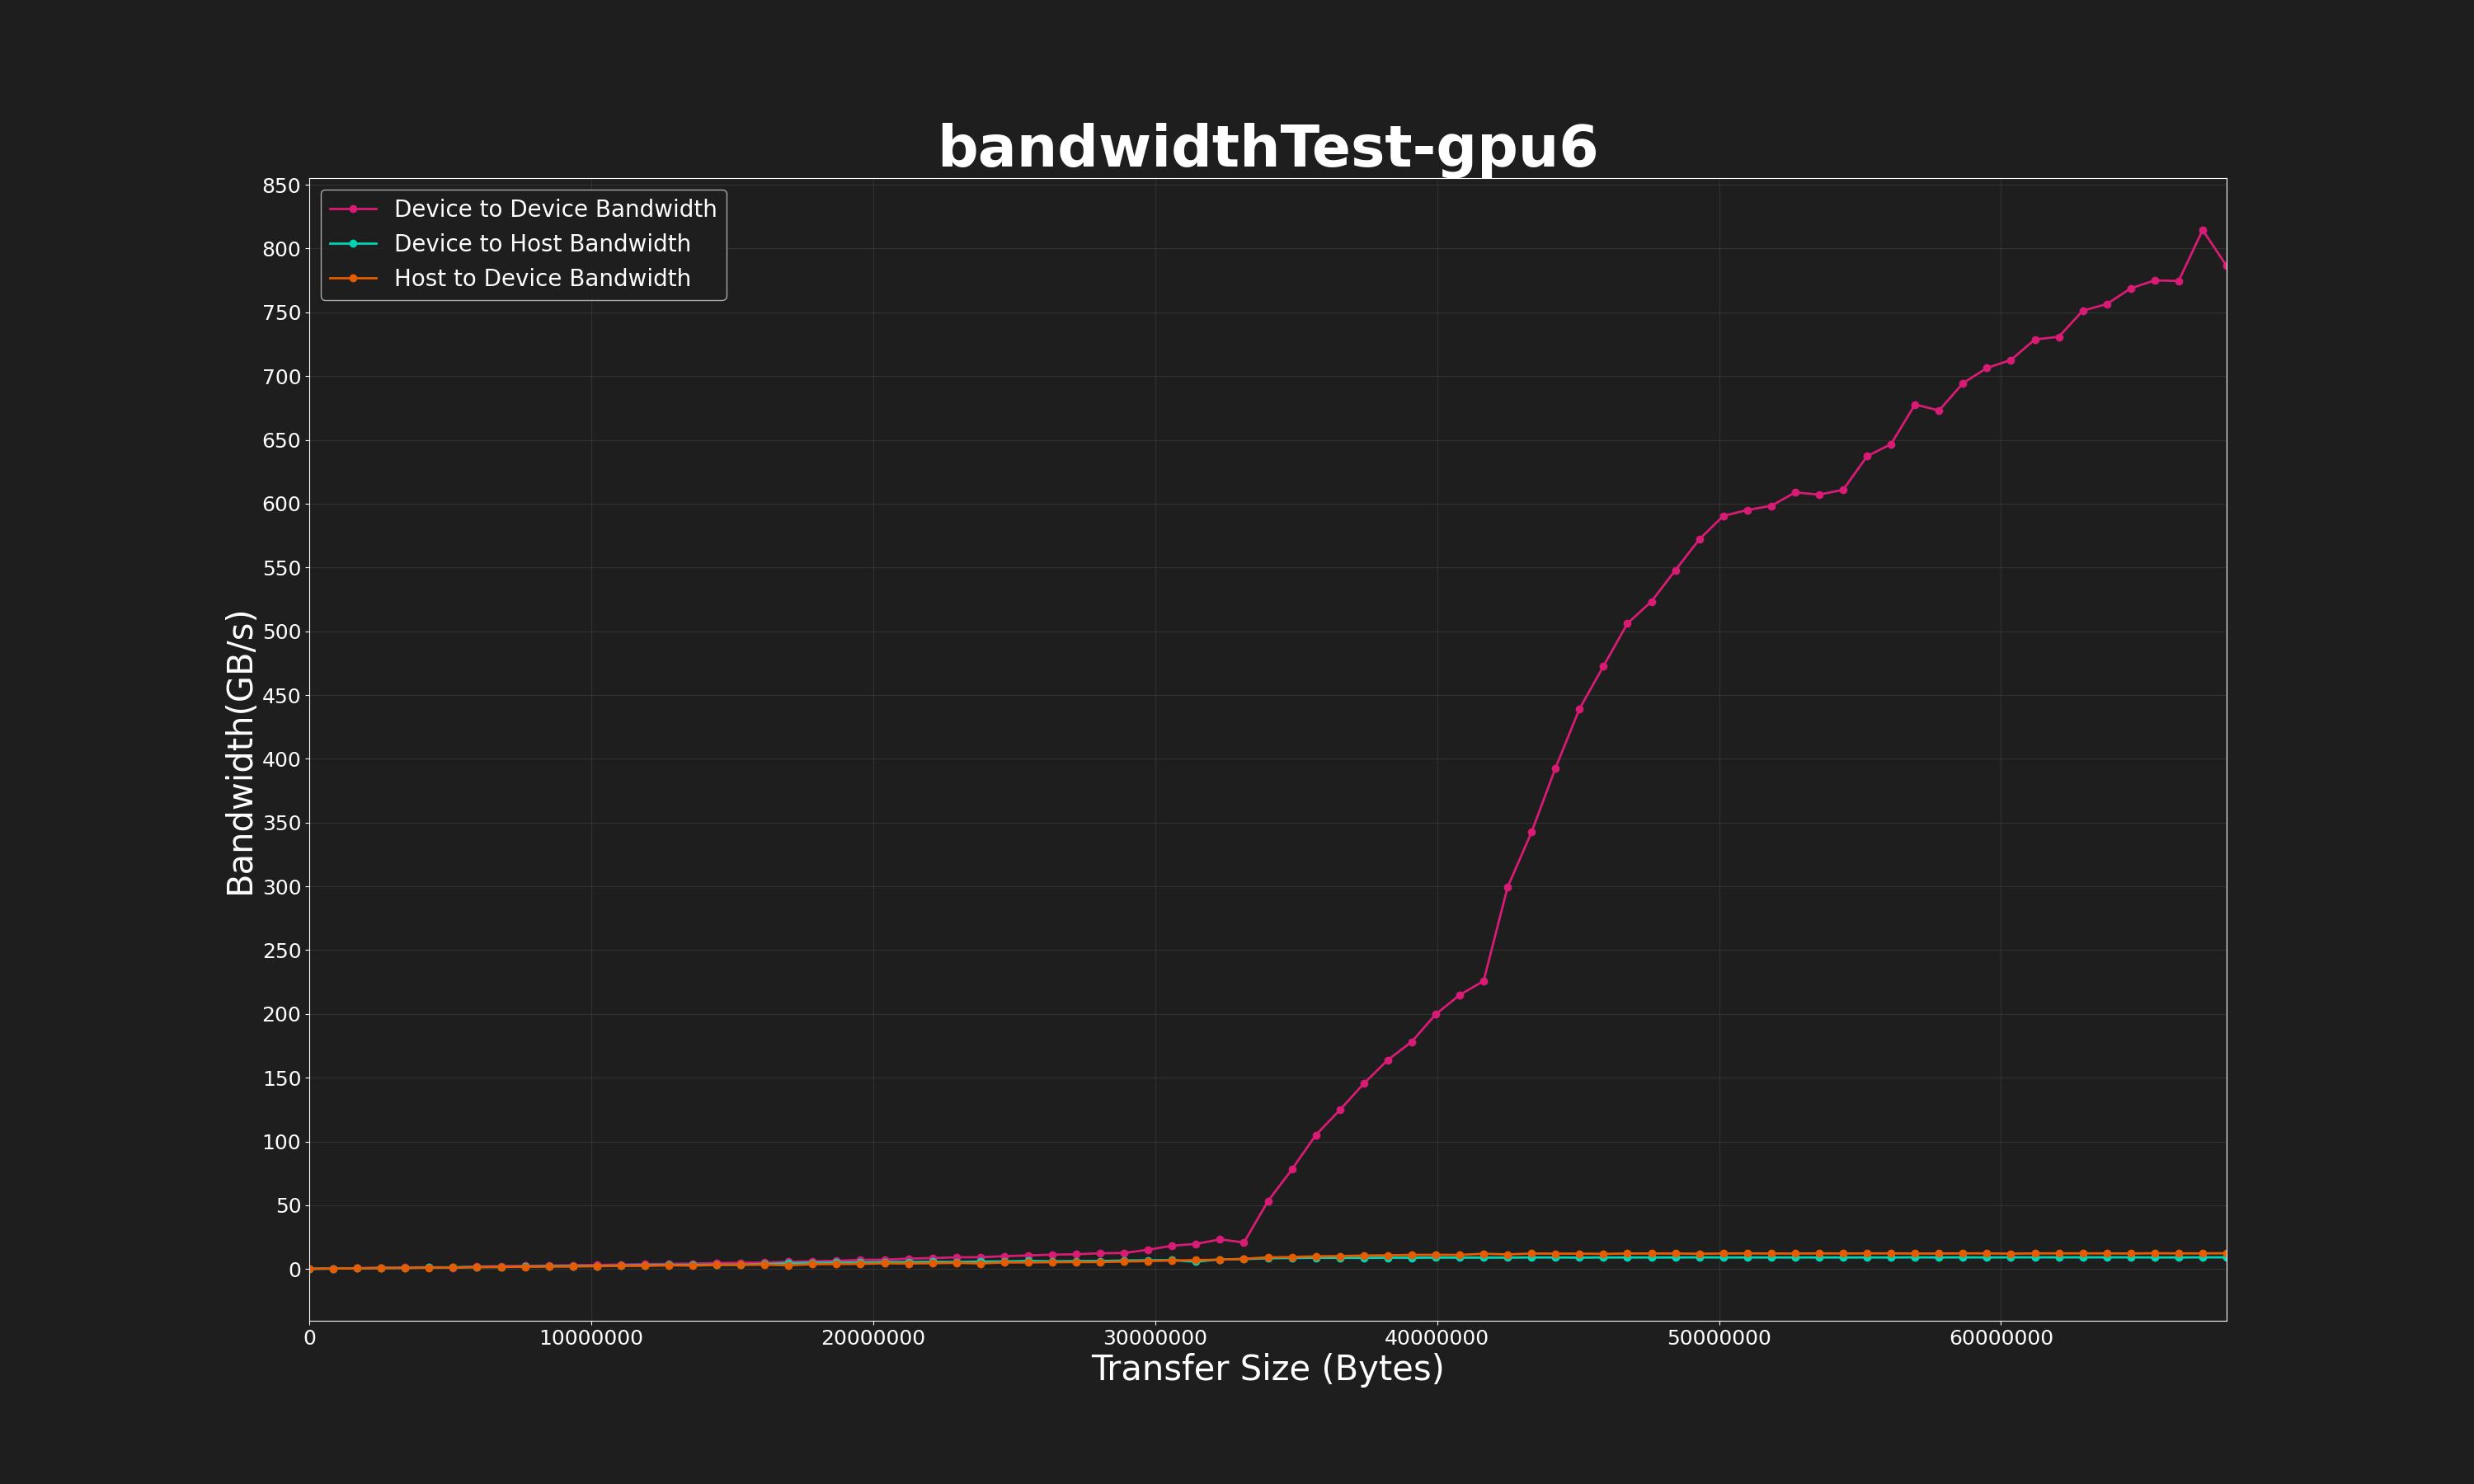 bandwidthTest-gpu6
850
800
750
700
650
600
550
500
450
400
350
300
250
200
150
100
50
0
Bandwidth(GB/s)
Device to Device Bandwidth
Device to Host Bandwidth
Host to Device Bandwidth
0 10000000 20000000 30000000 40000000 50000000 60000000
Transfer Size (Bytes)